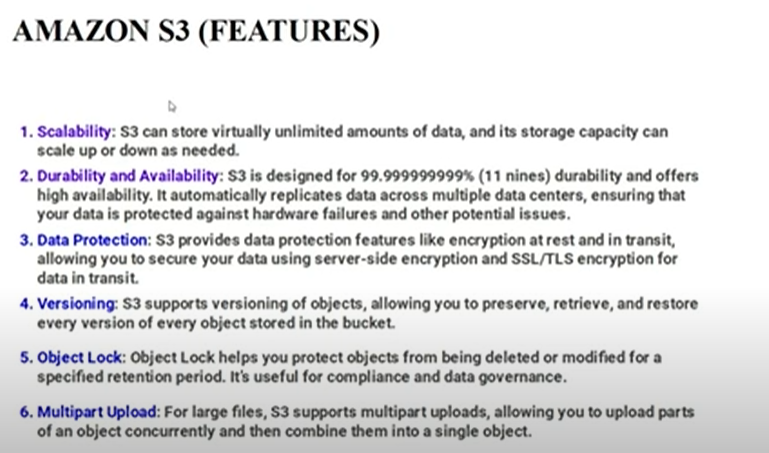 AMAZON S3 (FEATURES)
1. Scalability: S3 can store virtually unlimited amounts of data, and its storage capacity can
scale up or down as needed.
2. Durability and Availability: S3 is designed for 99.999999999% (11 nines) durability and offers
high availability. It automatically replicates data across multiple data centers, ensuring that
your data is protected against hardware failures and other potential issues.
3. Data Protection: S3 provides data protection features like encryption at rest and in transit,
allowing you to secure your data using server-side encryption and SSL/TLS encryption for
data in transit.
4. Versioning: S3 supports versioning of objects, allowing you to preserve, retrieve, and restore
every version of every object stored in the bucket.
5. Object Lock: Object Lock helps you protect objects from being deleted or modified for a
specified retention period. It's useful for compliance and data governance.
6. Multipart Upload: For large files, S3 supports multipart uploads, allowing you to upload parts
of an object concurrently and then combine them into a single object.